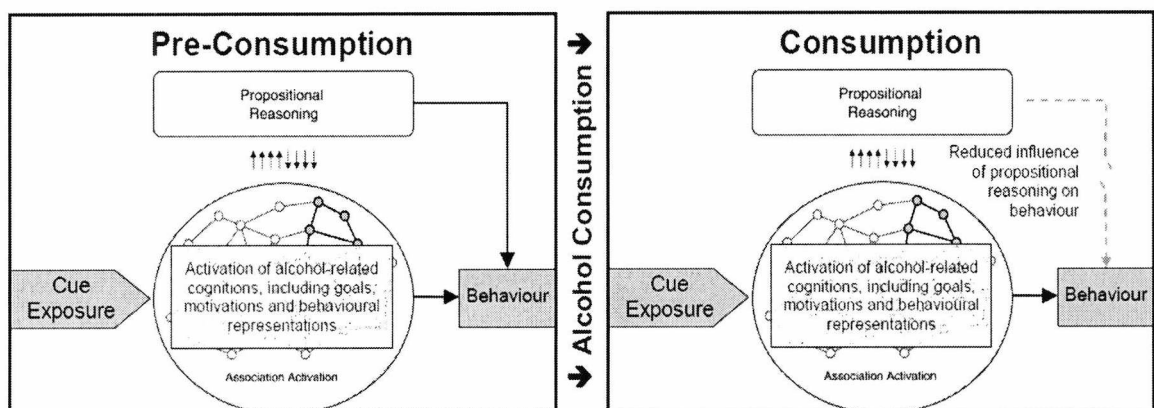 Pre-Consumption
Propositional
Reasoning
Cue
Exposure
Activation of alcohol-related
cognitions, including goals,
motivations and behavioural
representations
Association Activation
Behaviour
Alcohol Consumption
Consumption
Propositional
Reasoning
Reduced influence
of propositional
reasoning on
behaviour
Cue
Exposure
Activation of alcohol-related
cognitions, including goals,
motivations and behavioural
representations
Association Activation
Behaviour